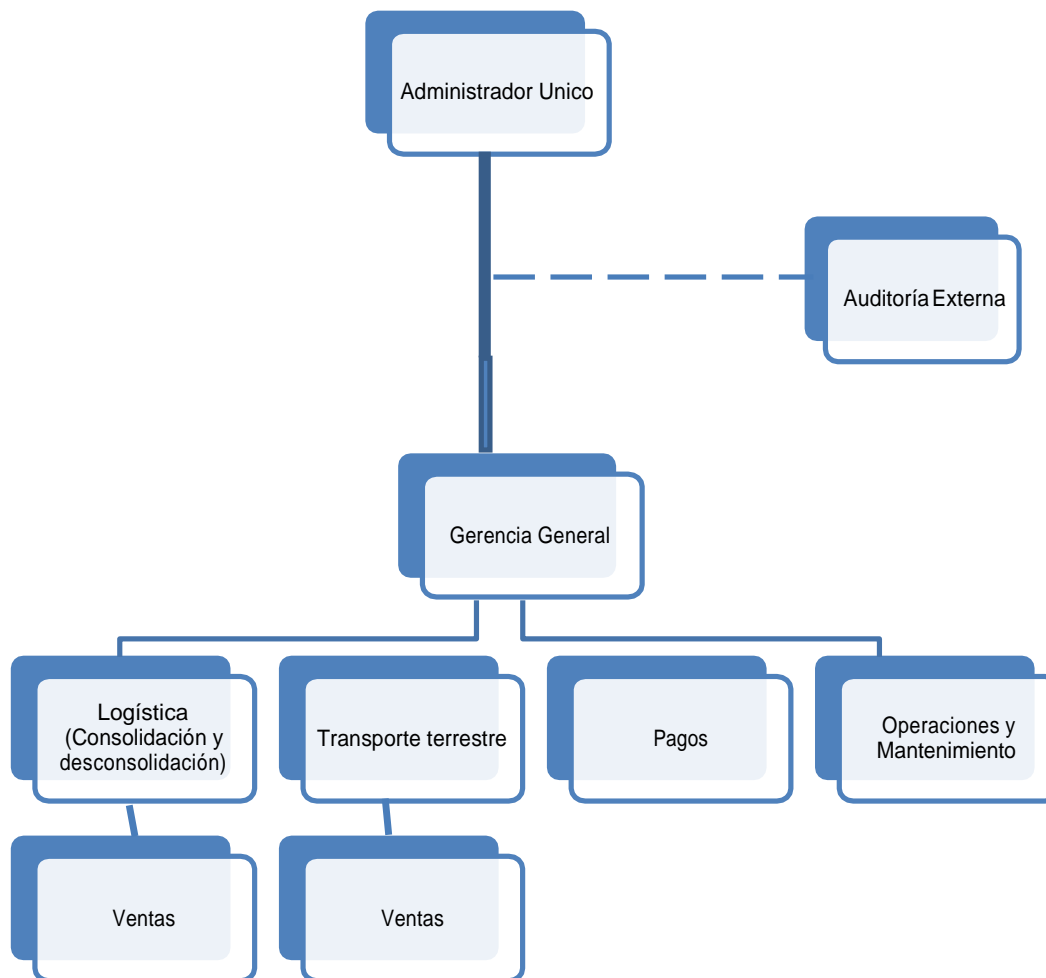 Administrador Unico
Auditoría Externa
Gerencia General
Logística
(Consolidación y
desconsolidación)
Transporte terrestre
Pagos
Operaciones y
Mantenimiento
Ventas
Ventas